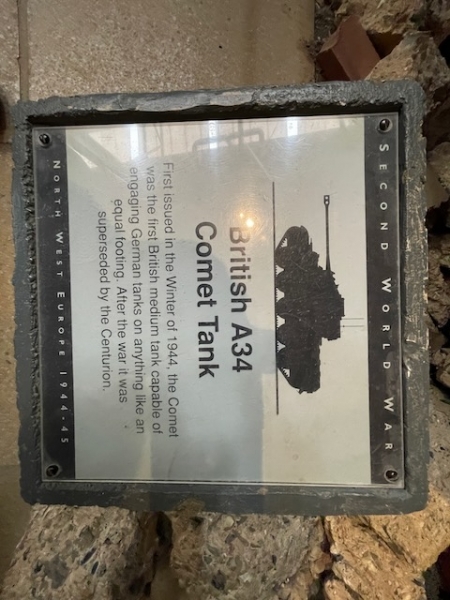 SECOND WORLD WAR
British A34
Comet Tank
First issued in the Winter of 1944, the Comet
was the first British medium tank capable of
engaging German tanks on anything like an
equal footing. After the war it was
superseded by the Centurion.
NORTH WEST EUROPE 1944-45